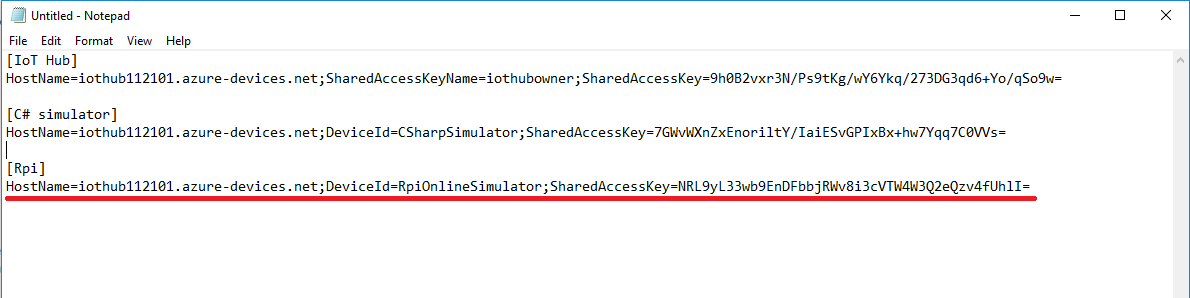 Untitled - Notepad
File Edit Format View Help
[IoT Hub]
HostName=iothub112101.azure-devices.net;SharedAccessKeyName=iothubowner;SharedAccessKey=9h0B2vxr3N/Ps9tKg/wY6Ykq/273DG3qd6+Yo/qSo9w=
[C# simulator]
HostName=iothub112101.azure-devices.net;DeviceId=CSharpSimulator;SharedAccessKey=7GWvWXnZxEnoriltY/IaiESvGPIxBx+hw7Yqq7C0VVs=
[Rpi]
HostName=iothub112101.azure-devices.net;DeviceId=RpiOnlineSimulator;SharedAccessKey=NRL9yL33wb9EnDFbbjRWv8i3cVTW4W3Q2eQzv4fUhlI=